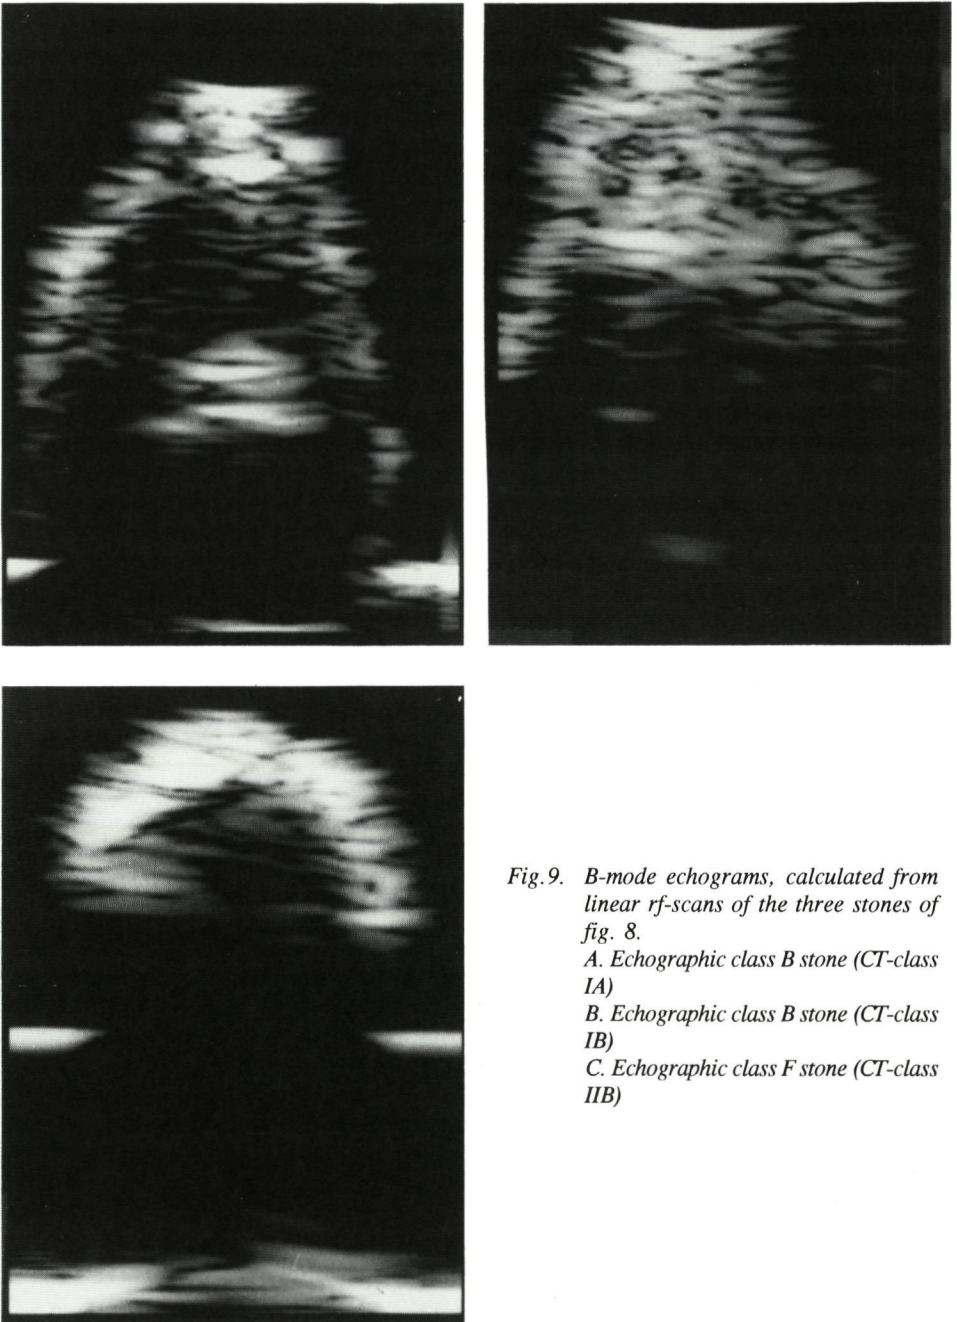 Fig.9. B-mode echograms, calculated from
linear rf-scans of the three stones of
fig. 8.
A. Echographic class B stone (CT-class
IA)
B. Echographic class B stone (CT-class
IB)
C. Echographic class F stone (CT-class
IIB)